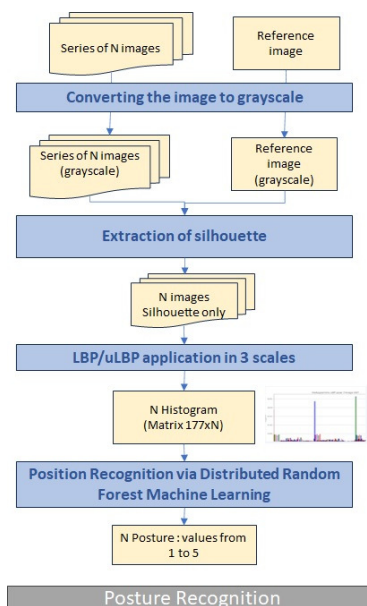 Series of N images
Reference
image
Converting the image to grayscale
Series of N images
(grayscale)
Reference
image
(grayscale)
Extraction of silhouette
N images
Silhouette only
LBP/uLBP application in 3 scales
N Histogram
(Matrix 177xN)
Position Recognition via Distributed Random
Forest Machine Learning
N Posture : values from
1 to 5
Posture Recognition